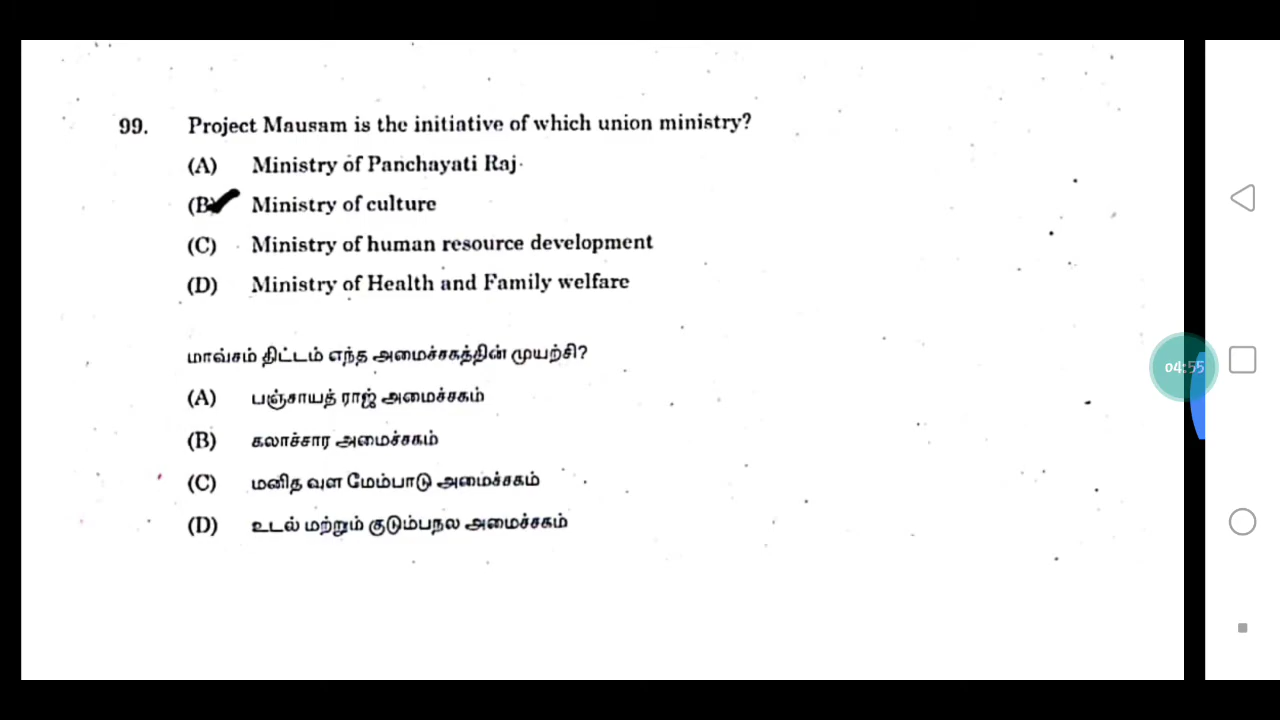 99. Project Mausam is the initiative of which union ministry?
(A) Ministry of Panchayati Raj
(B) Ministry of culture
(C) Ministry of human resource development
(D) Ministry of Health and Family welfare
மாவ்சம் திட்டம் எந்த அமைச்சகத்தின் முயற்சி?
(A) பஞ்சாயத் ராஜ் அமைச்சகம்
(B) கலாச்சார அமைச்சகம்
(C) மனித வள மேம்பாடு அமைச்சகம்
(D) உடல் மற்றும் குடும்பநல அமைச்சகம்
04:55